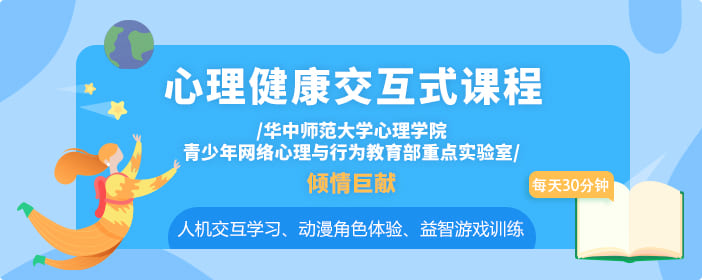 心理健康交互式课程
/华中师范大学心理学院
青少年网络心理与行为教育部重点实验室/
倾情巨献
每天30分钟
人机交互学习、动漫角色体验、益智游戏训练